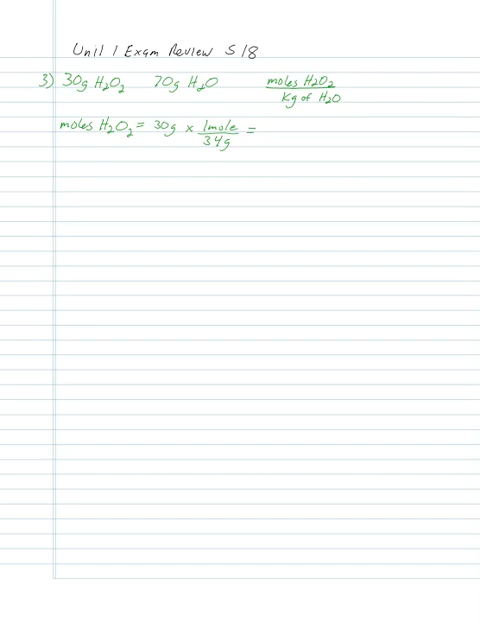 Unit 1 Exam Review S18
3) 30g H₂O₂ 70g H₂O moles H₂O₂ / Kg of H₂O
moles H₂O₂ = 30g × 1mole / 34g =